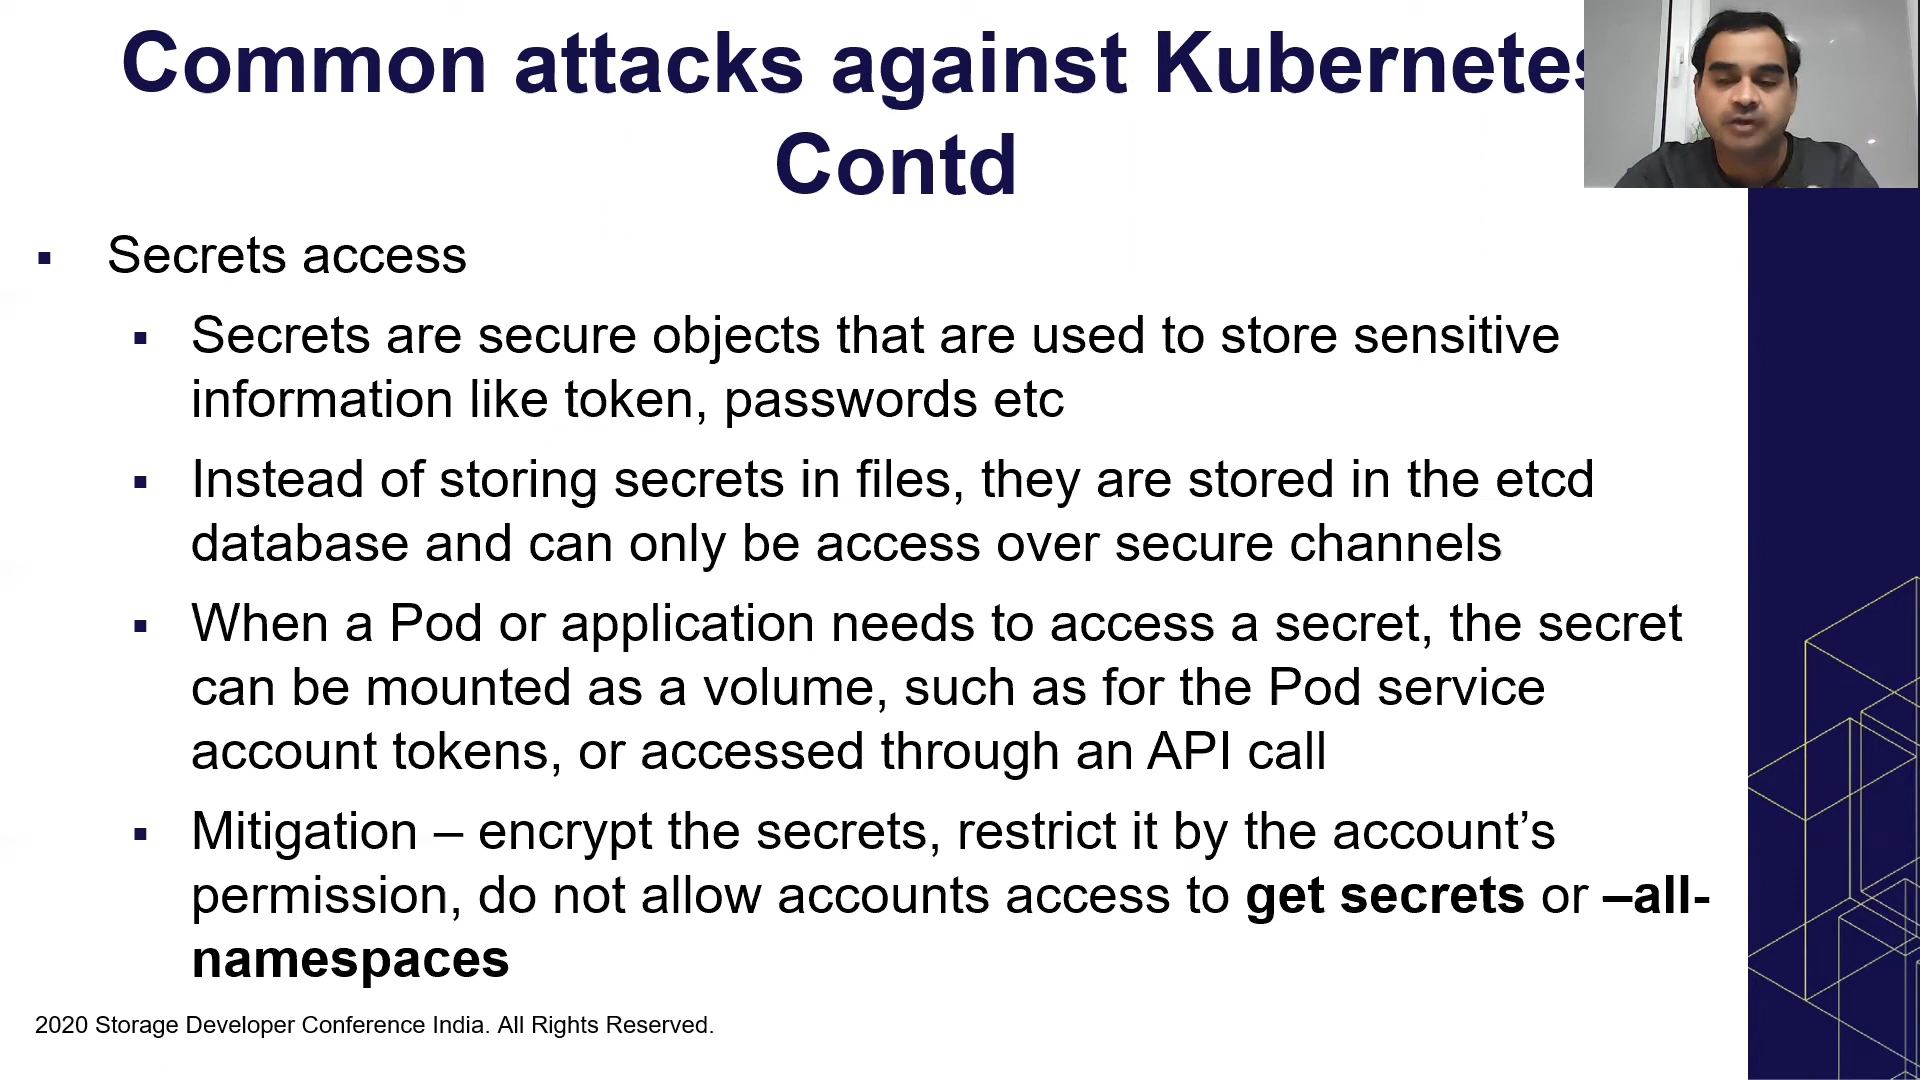 Common attacks against Kubernetes
Contd
Secrets access
Secrets are secure objects that are used to store sensitive
information like token, passwords etc
Instead of storing secrets in files, they are stored in the etcd
database and can only be access over secure channels
When a Pod or application needs to access a secret, the secret
can be mounted as a volume, such as for the Pod service
account tokens, or accessed through an API call
Mitigation – encrypt the secrets, restrict it by the account’s
permission, do not allow accounts access to get secrets or –all-
namespaces
2020 Storage Developer Conference India. All Rights Reserved.